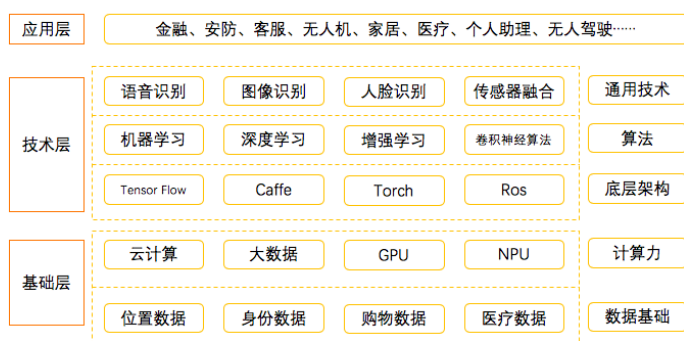 应用层 金融、安防、客服、无人机、家居、医疗、个人助理、无人驾驶······
语音识别 图像识别 人脸识别 传感器融合 通用技术
技术层 机器学习 深度学习 增强学习 卷积神经算法 算法
Tensor Flow Caffe Torch Ros 底层架构
云计算 大数据 GPU NPU 计算力
基础层
位置数据 身份数据 购物数据 医疗数据 数据基础